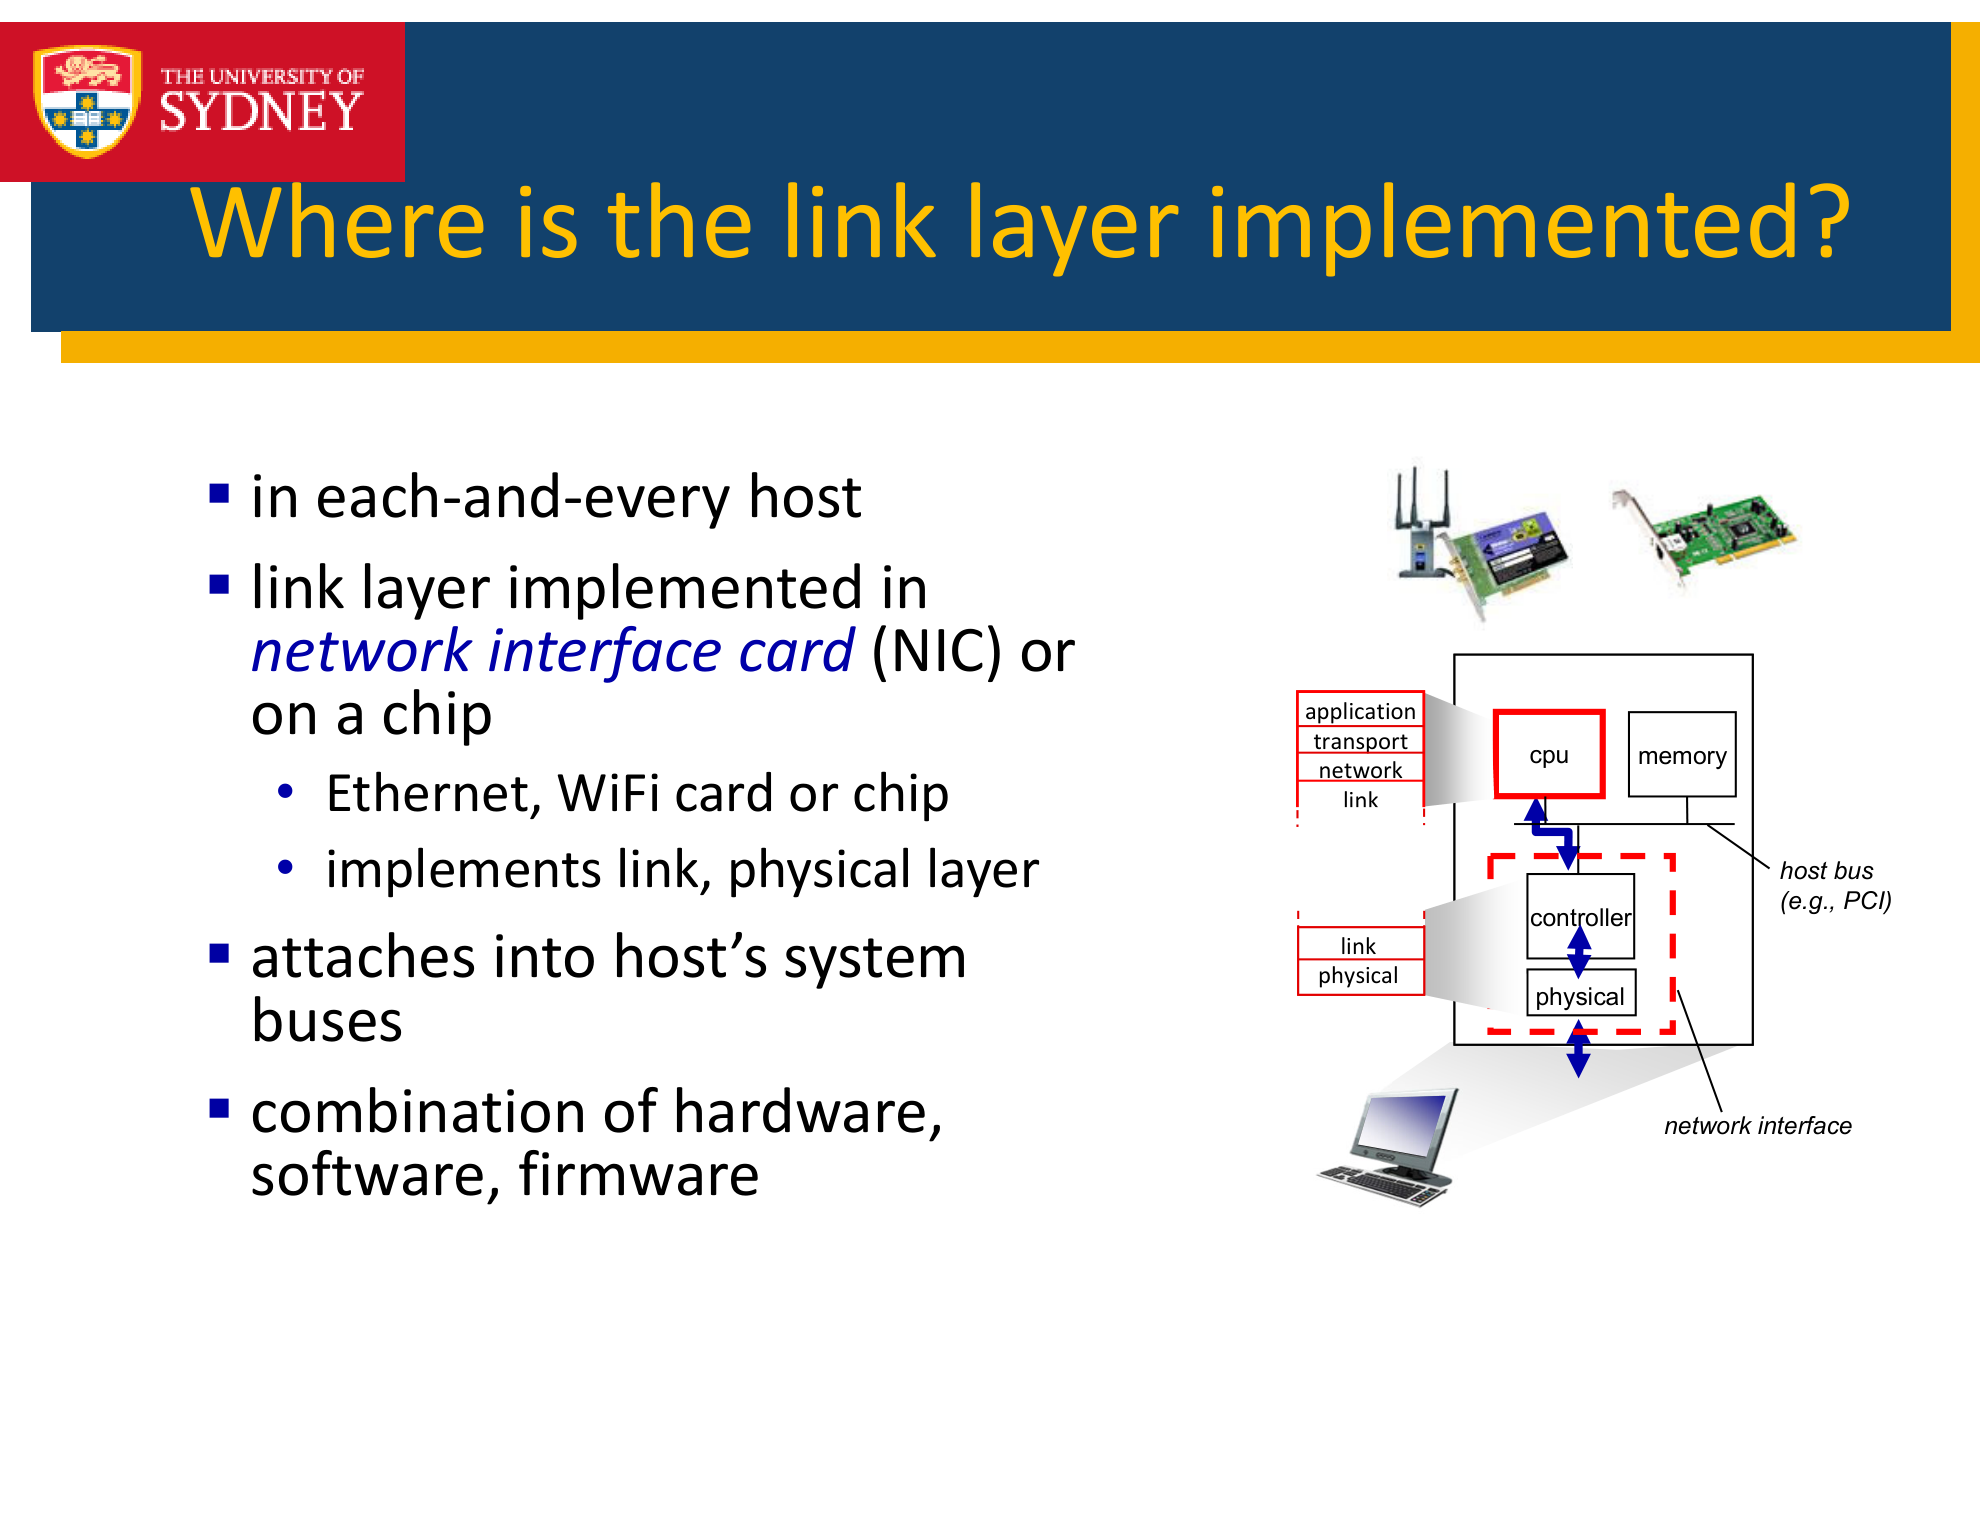 THE UNIVERSITY OF
SYDNEY
Where is the link layer implemented?
▪ in each-and-every host
▪ link layer implemented in
network interface card (NIC) or
on a chip
• Ethernet, WiFi card or chip
• implements link, physical layer
▪ attaches into host’s system
buses
▪ combination of hardware,
software, firmware
application
transport
network
link
cpu
memory
host bus
(e.g., PCI)
controller
link
physical
physical
network interface